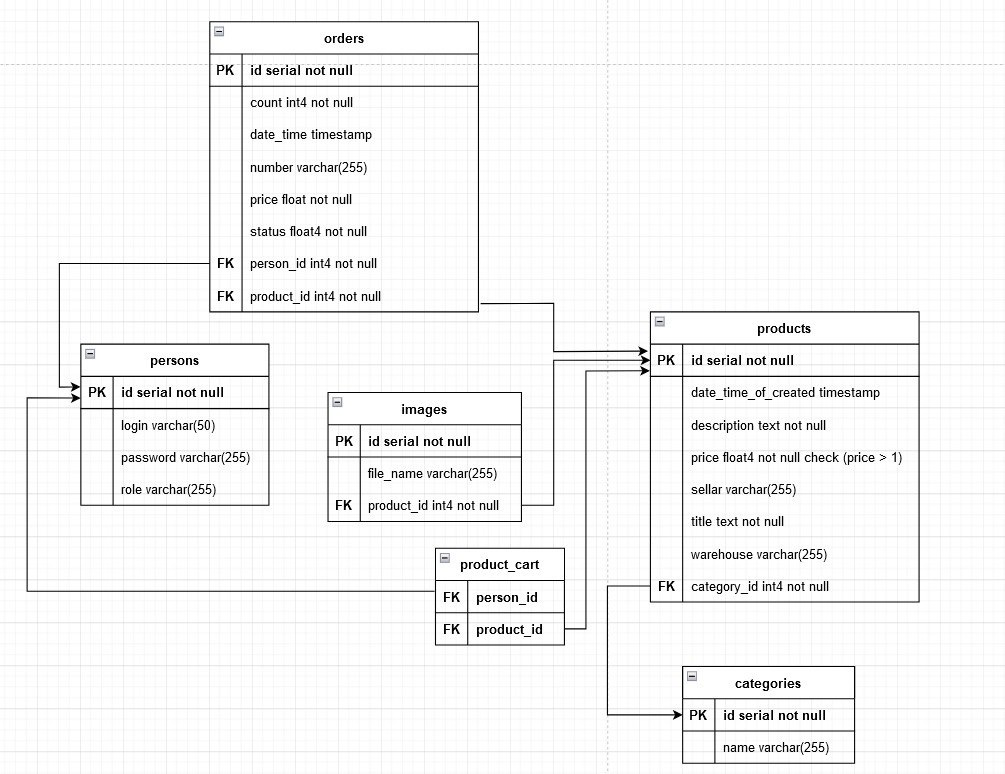 orders
PK id serial not null
count int4 not null
date_time timestamp
number varchar(255)
price float not null
status float4 not null
FK person_id int4 not null
FK product_id int4 not null
persons
PK id serial not null
login varchar(50)
password varchar(255)
role varchar(255)
images
PK id serial not null
file_name varchar(255)
FK product_id int4 not null
product_cart
FK person_id
FK product_id
products
PK id serial not null
date_time_of_created timestamp
description text not null
price float4 not null check (price > 1)
sellar varchar(255)
title text not null
warehouse varchar(255)
FK category_id int4 not null
categories
PK id serial not null
name varchar(255)